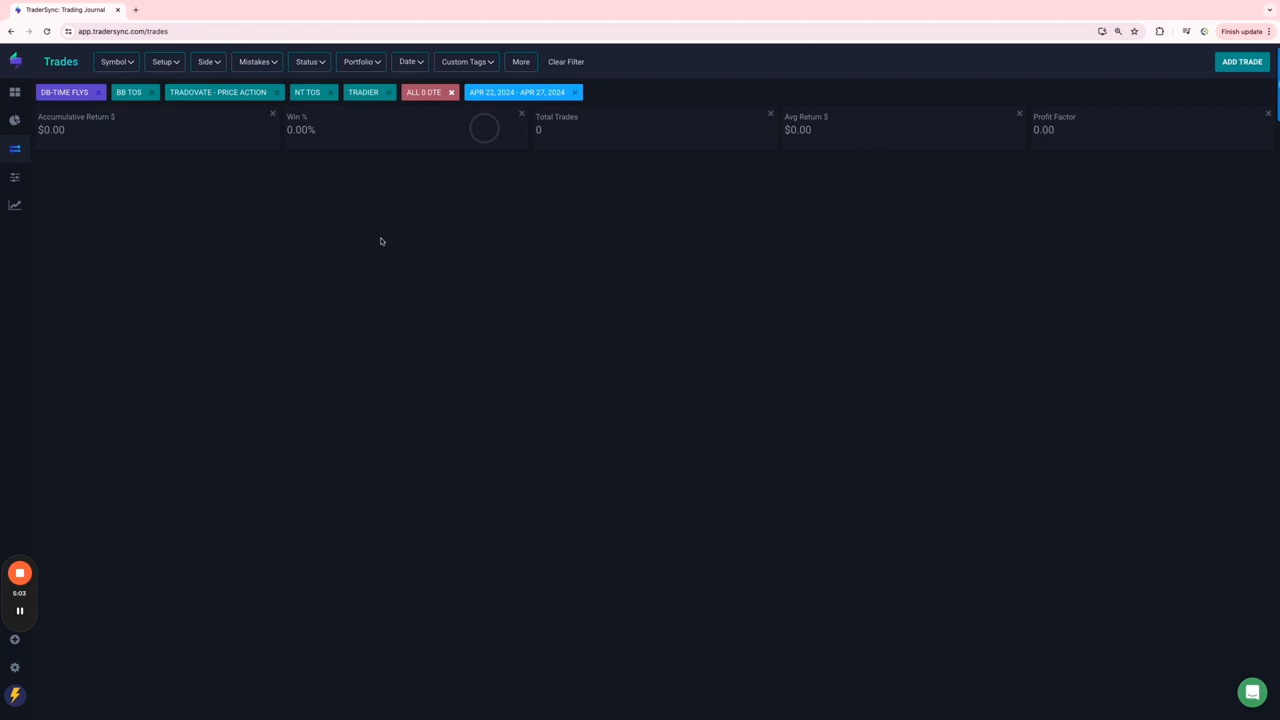 TraderSync: Trading Journal
app.tradersync.com/trades
Finish update
Trades
Symbol
Setup
Side
Mistakes
Status
Portfolio
Date
Custom Tags
More
Clear Filter
ADD TRADE
DB-TIME FLYS
BB TOS
TRADOVATE - PRICE ACTION
NT TOS
TRADIER
ALL 0 DTE
APR 22, 2024 - APR 27, 2024
Accumulative Return $
$0.00
Win %
0.00%
Total Trades
0
Avg Return $
$0.00
Profit Factor
0.00
5:03